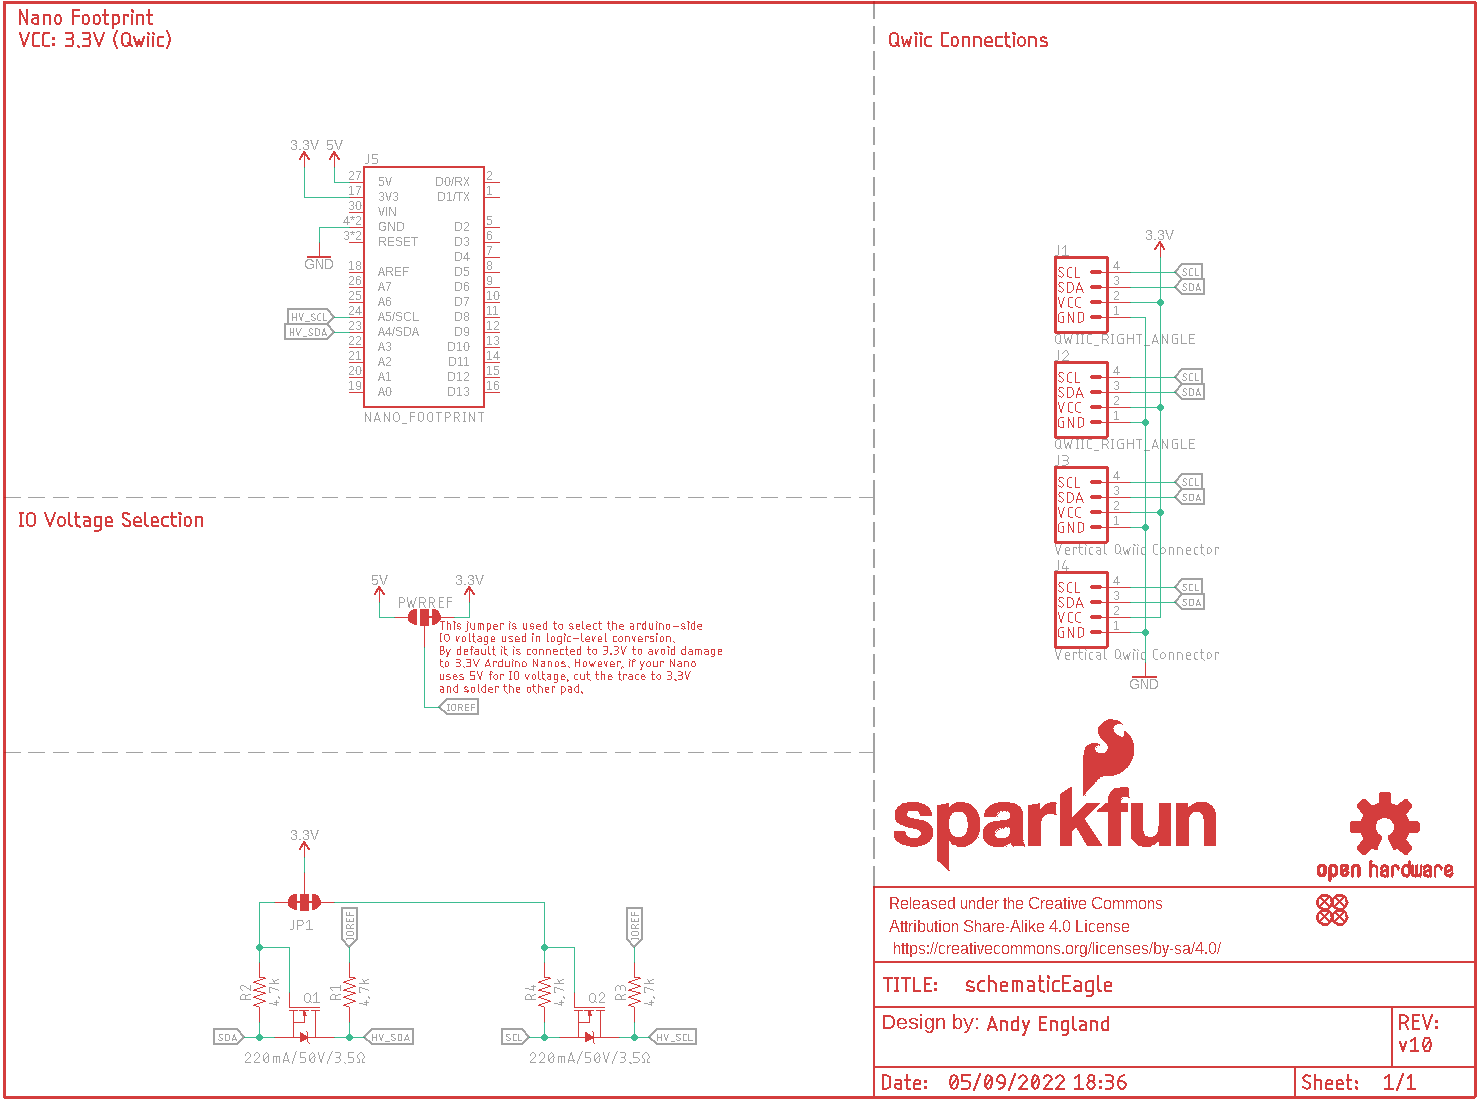 Nano Footprint
VCC: 3.3V (Qwiic)
3.3V 5V
J5
27 5V D0/RX 2
17 3V3 D1/TX 1
30 VIN
4*2 GND D2 5
3*2 RESET D3 6
D4 7
GND
18 AREF D5 8
26 A7 D6 9
25 A6 D7 10
HV_SCL 24 A5/SCL D8 11
HV_SDA 23 A4/SDA D9 12
22 A3 D10 13
21 A2 D11 14
20 A1 D12 15
19 A0 D13 16
NANO_FOOTPRINT
IO Voltage Selection
5V 3.3V
PWRREF
This jumper is used to select the arduino-side
IO voltage used in logic-level conversion.
By default it is connected to 3.3V to avoid damage
to 3.3V Arduino Nanos. However, if your Nano
uses 5V for IO voltage, cut the trace to 3.3V
and solder the other pad.
IOREF
3.3V
JP1
IOREF
IOREF
R2 4.7k
Q1
R1 4.7k
R4 4.7k
Q2
R3 4.7k
SDA
HV_SDA
SCL
HV_SCL
220mA/50V/3.5Ω
220mA/50V/3.5Ω
Qwiic Connections
3.3V
J1
SCL 4 SCL
SDA 3 SDA
VCC 2
GND 1
QWIIC_RIGHT_ANGLE
J2
SCL 4 SCL
SDA 3 SDA
VCC 2
GND 1
QWIIC_RIGHT_ANGLE
J3
SCL 4 SCL
SDA 3 SDA
VCC 2
GND 1
Vertical Qwiic Connector
J4
SCL 4 SCL
SDA 3 SDA
VCC 2
GND 1
Vertical Qwiic Connector
GND
sparkfun
open hardware
Released under the Creative Commons
Attribution Share-Alike 4.0 License
https://creativecommons.org/licenses/by-sa/4.0/
TITLE: schematicEagle
Design by: Andy England
REV:
v10
Date: 05/09/2022 18:36
Sheet: 1/1